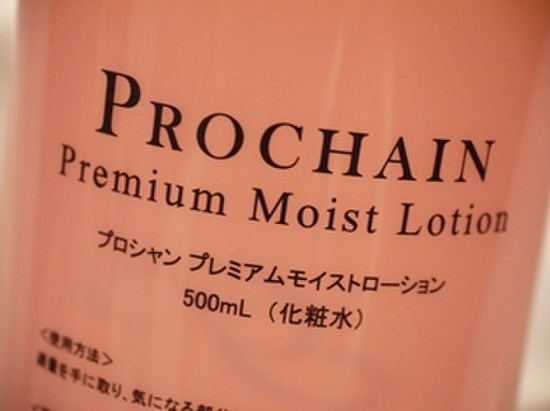 PROCHAIN
Premium Moist Lotion
プロシャン プレミアムモイストローション
500mL （化粧水）
＜使用方法＞
適量を手に取り、気になる部